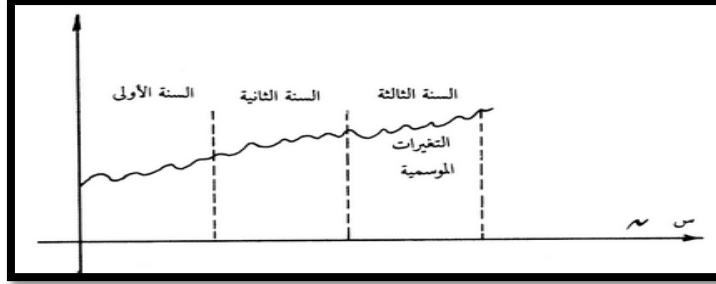 السنة الأولى
السنة الثانية
السنة الثالثة
التغيرات
الموسمية
س